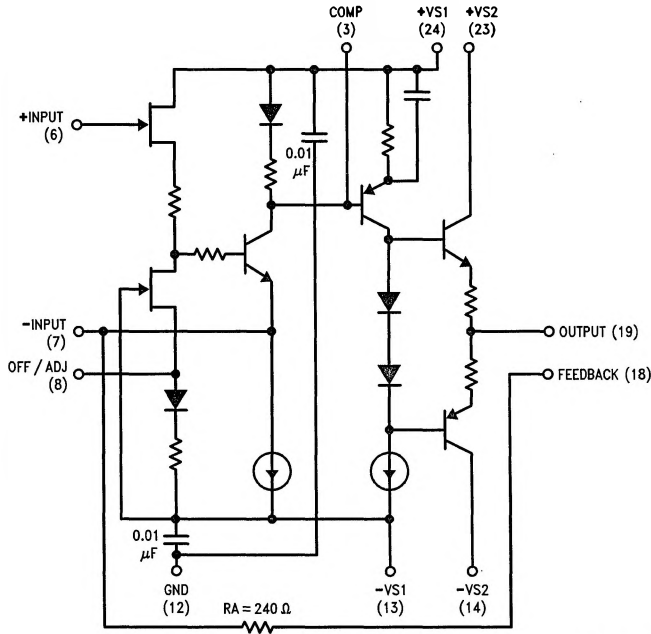 COMP
(3)
+VS1
(24)
+VS2
(23)
+INPUT
(6)
0.01
μF
-INPUT
(7)
OUTPUT (19)
OFF / ADJ
(8)
FEEDBACK (18)
0.01
μF
GND
(12)
RA = 240 Ω
-VS1
(13)
-VS2
(14)